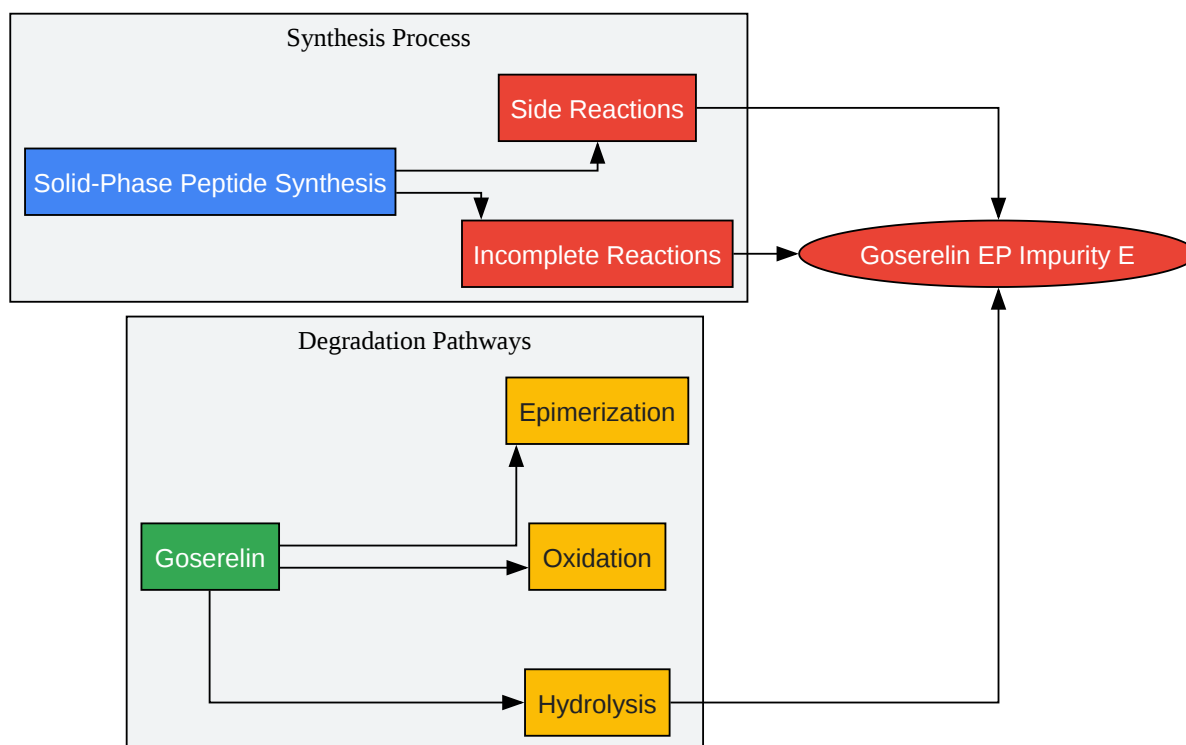 Synthesis Process
Side Reactions
Solid-Phase Peptide Synthesis
Incomplete Reactions
Goserelin EP Impurity E
Degradation Pathways
Epimerization
Goserelin
Oxidation
Hydrolysis